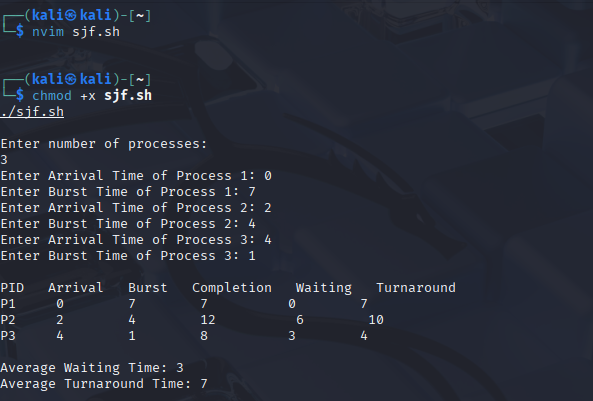 ┌──(kali㉿kali)-[~]
└─$ nvim sjf.sh
┌──(kali㉿kali)-[~]
└─$ chmod +x sjf.sh
./sjf.sh
Enter number of processes:
3
Enter Arrival Time of Process 1: 0
Enter Burst Time of Process 1: 7
Enter Arrival Time of Process 2: 2
Enter Burst Time of Process 2: 4
Enter Arrival Time of Process 3: 4
Enter Burst Time of Process 3: 1
PID   Arrival   Burst   Completion   Waiting   Turnaround
P1     0         7        7          0        7
P2     2         4        12          6        10
P3     4         1        8          3        4
Average Waiting Time: 3
Average Turnaround Time: 7